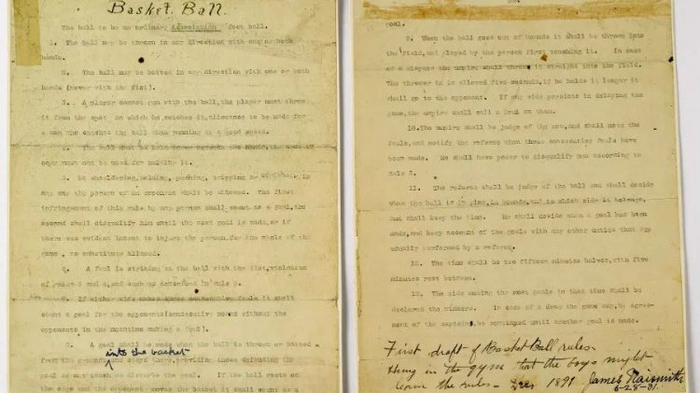 Basket Ball.
The ball to be an ordinary Association foot ball.
1. The ball may be thrown in any direction with one or both
hands.
2. The ball may be batted in any direction with one or both
hands (never with the fist).
3. A player cannot run with the ball, the player must throw
it from the spot on which he catches it, allowance to be made for
a man who catches the ball when running at a good speed.
4. The ball must be held
used for holding it.
5. No shouldering, holding, pushing, tripping or striking in
any way the person of an opponent shall be allowed. The first
infringement of this rule by any person shall count as a foul, the
second shall disqualify him until the next goal is made, or if
there was evident intent to injure the person, for the whole of the
game, no substitute allowed.
6. A foul is striking at the ball with the fist, violation
of rules 3 and 4, and such as described in rule 5.
7. If either side makes three consecutive fouls it shall
count a goal for the opponents (consecutive means without the
opponents in the meantime making a foul).
8. A goal shall be made when the ball is thrown or batted
into the basket
from the grounds and stays there, providing those defending the
goal do not touch or disturb the goal. If the ball rests on
the edge and the opponent moves the basket it shall count as a
goal.
9. When the ball goes out of bounds it shall be thrown into
the field, and played by the person first touching it. In case
of a dispute the umpire shall throw it straight into the field.
The thrower in is allowed five seconds, if he holds it longer it
shall go to the opponent. If any side persists in delaying the
game, the umpire shall call a foul on them.
10. The umpire shall be judge of the men, and shall note the
fouls, and notify the referee when three consecutive fouls have
been made. He shall have power to disqualify men according to
Rule 5.
11. The referee shall be judge of the ball and shall decide
when the ball is in play, in bounds, and to which side it belongs,
and shall keep the time. He shall decide when a goal has been
made, and keep account of the goals with any other duties that are
usually performed by a referee.
12. The time shall be two fifteen minutes halves, with five
minutes rest between.
13. The side making the most goals in that time shall be
declared the winners. In case of a draw the game may, by agree-
ment of the captains, be continued until another goal is made.
First draft of Basket Ball rules.
Hung in the gym that the boys might
learn the rules - Dec 1891 James Naismith
6-28-31.